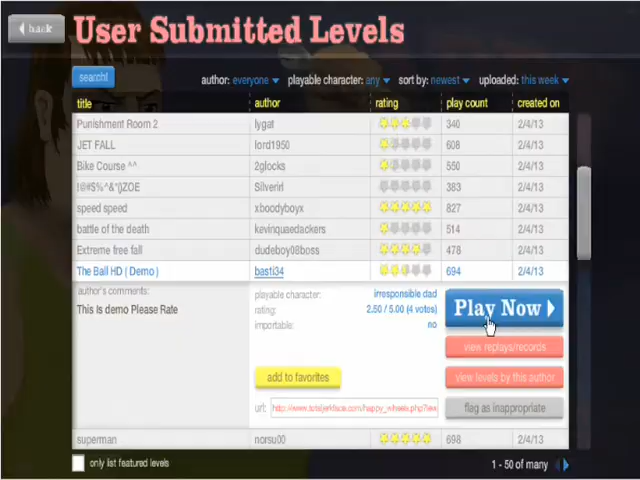 back
User Submitted Levels
search!
author: everyone playable character: any sort by: newest uploaded: this week
title author rating play count created on
Punishment Room 2 lygat 340 2/4/13
JET FALL lord1950 608 2/4/13
Bike Course ^^ 2glocks 550 2/4/13
!@#$%^&*()ZOE Silverirl 383 2/4/13
speed speed xboodyboyx 827 2/4/13
battle of the death kevinquaedackers 514 2/4/13
Extreme free fall dudeboy08boss 478 2/4/13
The Ball HD ( Demo ) basti34 694 2/4/13
author's comments:
This Is demo Please Rate
playable character: irresponsible dad
rating: 2.50 / 5.00 (4 votes)
importable: no
Play Now
view replays/records
add to favorites
view levels by this author
url: http://www.totaljerkface.com/happy_wheels.php?lev
flag as inappropriate
superman norsu00 698 2/4/13
only list featured levels
1 - 50 of many